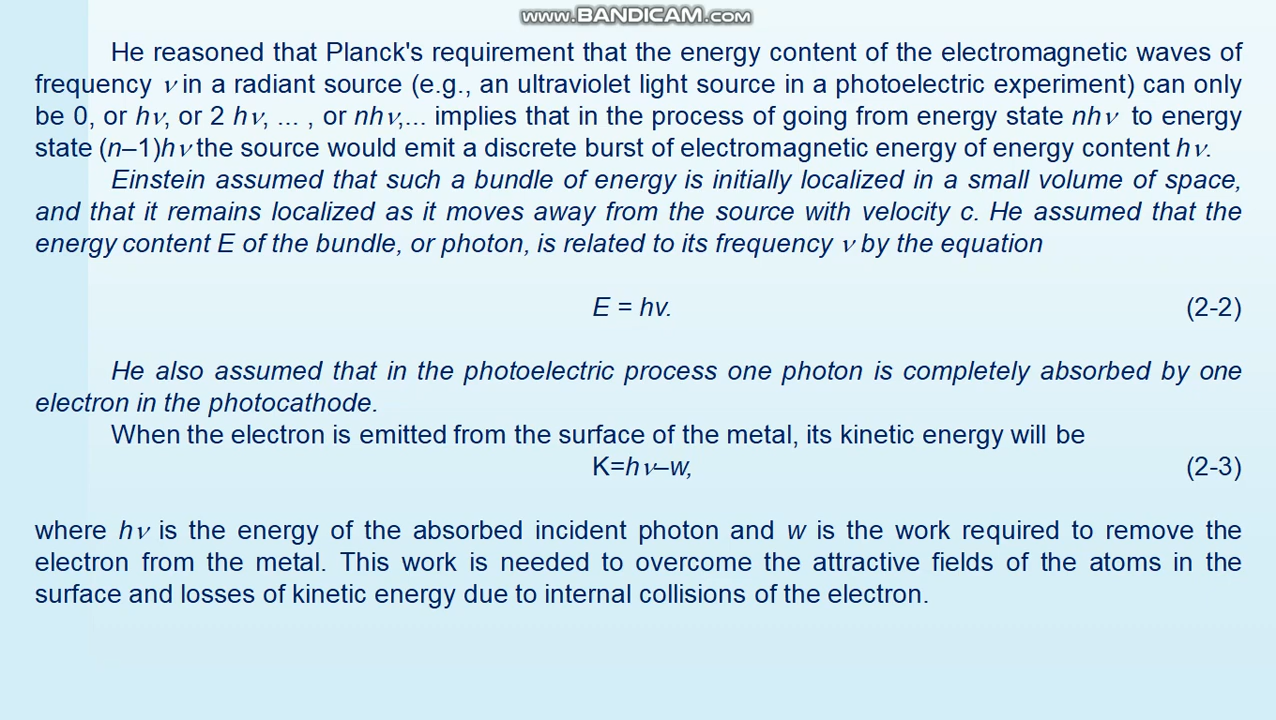 www.BANDICAM.com
He reasoned that Planck's requirement that the energy content of the electromagnetic waves of
frequency ν in a radiant source (e.g., an ultraviolet light source in a photoelectric experiment) can only
be 0, or hν, or 2 hν, ... , or nhν,... implies that in the process of going from energy state nhν to energy
state (n–1)hν the source would emit a discrete burst of electromagnetic energy of energy content hν.
Einstein assumed that such a bundle of energy is initially localized in a small volume of space,
and that it remains localized as it moves away from the source with velocity c. He assumed that the
energy content E of the bundle, or photon, is related to its frequency ν by the equation
E = hv. (2-2)
He also assumed that in the photoelectric process one photon is completely absorbed by one
electron in the photocathode.
When the electron is emitted from the surface of the metal, its kinetic energy will be
K=hν–w, (2-3)
where hν is the energy of the absorbed incident photon and w is the work required to remove the
electron from the metal. This work is needed to overcome the attractive fields of the atoms in the
surface and losses of kinetic energy due to internal collisions of the electron.